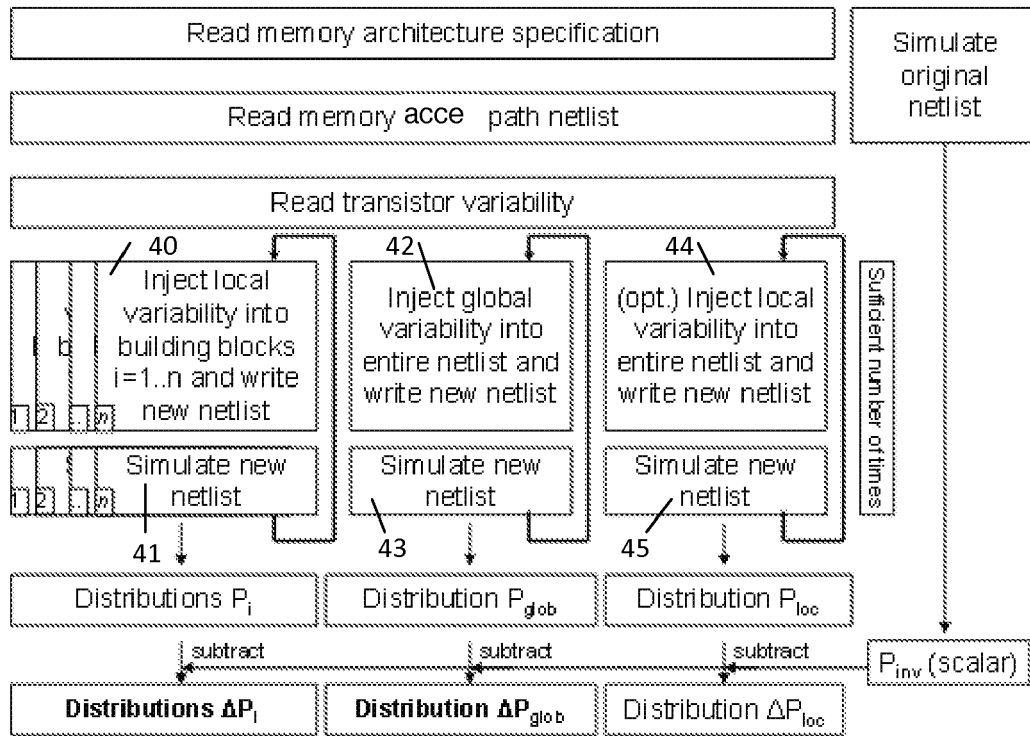 Read memory architecture specification
Simulate
original
netlist
Read memory acce path netlist
Read transistor variability
40
Inject local
variability into
building blocks
i=1..n and write
new netlist
1 2 .. n
42
Inject global
variability into
entire netlist and
write new netlist
44
(opt.) Inject local
variability into
entire netlist and
write new netlist
Sufficient number
of times
Simulate new
netlist
1 2 .. n
41
Simulate new
netlist
43
Simulate new
netlist
45
Distributions Pi
Distribution Pglob
Distribution Ploc
subtract
subtract
subtract
Pinv (scalar)
Distributions ΔPi
Distribution ΔPglob
Distribution ΔPloc